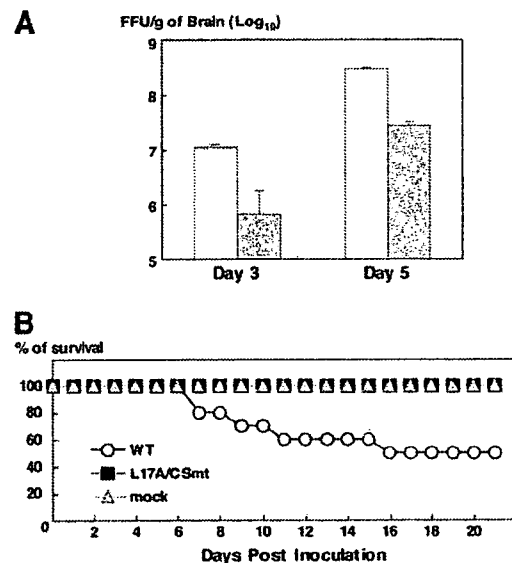 A
FFU/g of Brain (Log10)
9
8
7
6
5
Day 3
Day 5
B
% of survival
100
80
60
40
20
0
WT
L17A/CSmt
mock
2 4 6 8 10 12 14 16 18 20
Days Post Inoculation